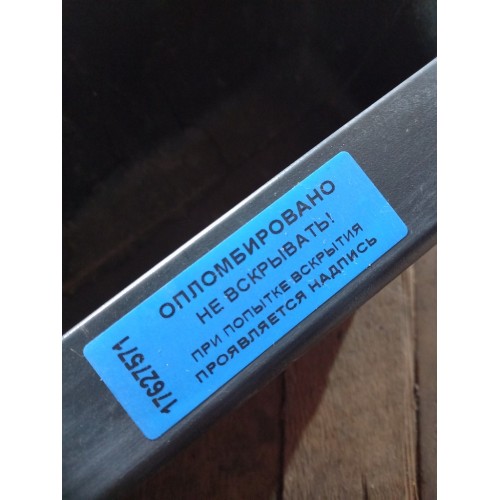 ОПЛОМБИРОВАНО
НЕ ВСКРЫВАТЬ!
ПРИ ПОПЫТКЕ ВСКРЫТИЯ
ПРОЯВЛЯЕТСЯ НАДПИСЬ
17627571